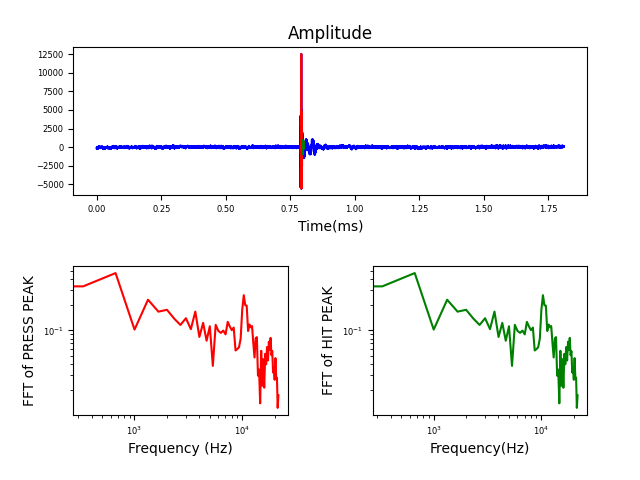 Amplitude
12500
10000
7500
5000
2500
0
−2500
−5000
0.00 0.25 0.50 0.75 1.00 1.25 1.50 1.75
Time(ms)
FFT of PRESS PEAK
10⁻¹
10³ 10⁴
Frequency (Hz)
FFT of HIT PEAK
10⁻¹
10³ 10⁴
Frequency(Hz)